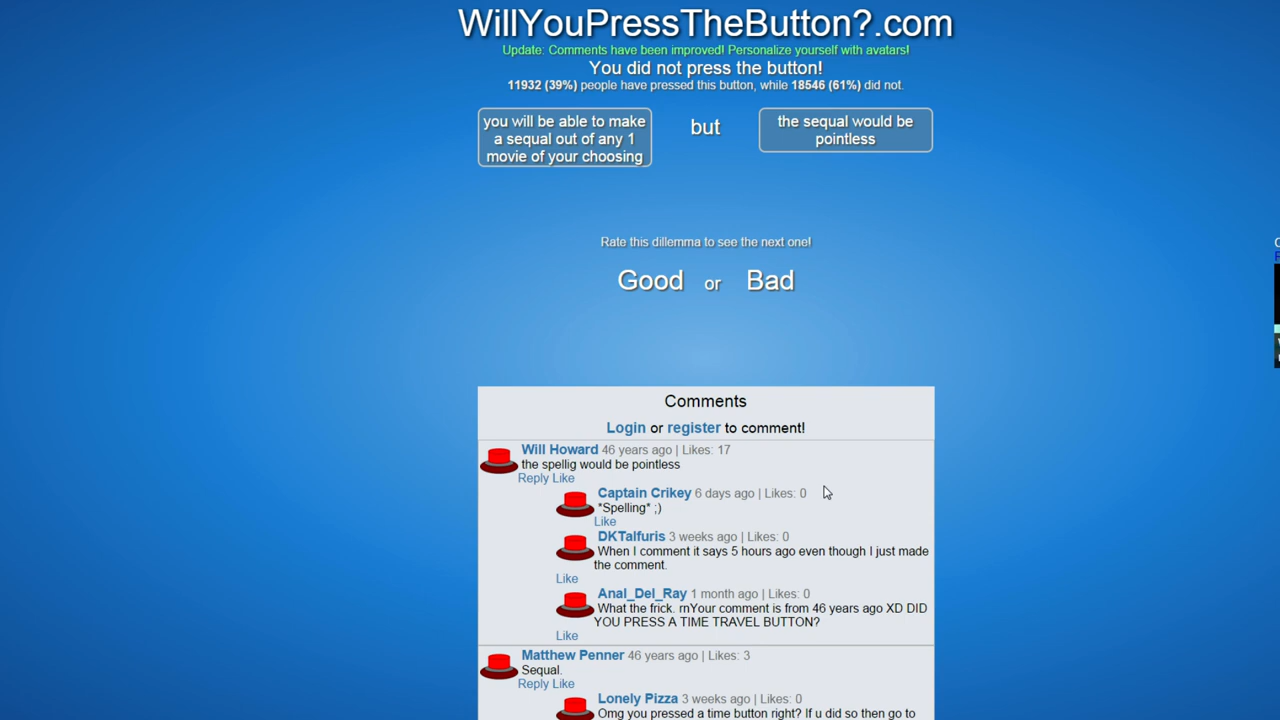 WillYouPressTheButton?.com
Update: Comments have been improved! Personalize yourself with avatars!
You did not press the button!
11932 (39%) people have pressed this button, while 18546 (61%) did not.
you will be able to make
a sequal out of any 1
movie of your choosing
but
the sequal would be
pointless
Rate this dillemma to see the next one!
Good or Bad
Comments
Login or register to comment!
Will Howard 46 years ago | Likes: 17
the spellig would be pointless
Reply Like
Captain Crikey 6 days ago | Likes: 0
*Spelling* ;)
Like
DKTalfuris 3 weeks ago | Likes: 0
When I comment it says 5 hours ago even though I just made
the comment.
Like
Anal_Del_Ray 1 month ago | Likes: 0
What the frick. rnYour comment is from 46 years ago XD DID
YOU PRESS A TIME TRAVEL BUTTON?
Like
Matthew Penner 46 years ago | Likes: 3
Sequal.
Reply Like
Lonely Pizza 3 weeks ago | Likes: 0
Omg you pressed a time button right? If u did so then go to